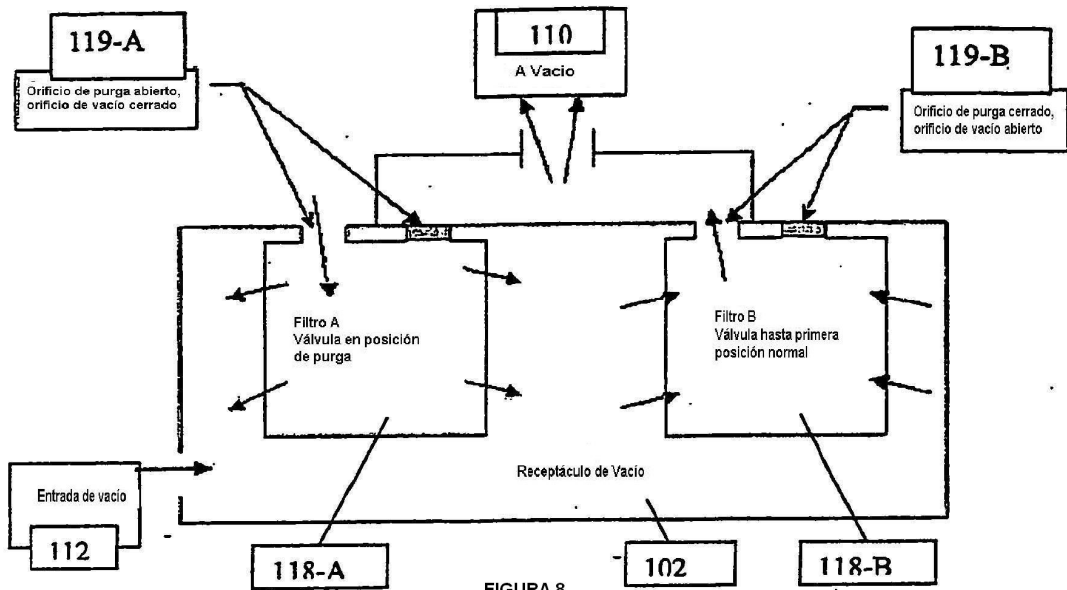 119-A
Orificio de purga abierto,
orificio de vacío cerrado
110
A Vacio
119-B
Orificio de purga cerrado,
orificio de vacío abierto
Filtro A
Válvula en posición
de purga
Filtro B
Válvula hasta primera
posición normal
Receptáculo de Vacío
Entrada de vacío
112
118-A
102
118-B
FIGURA 8